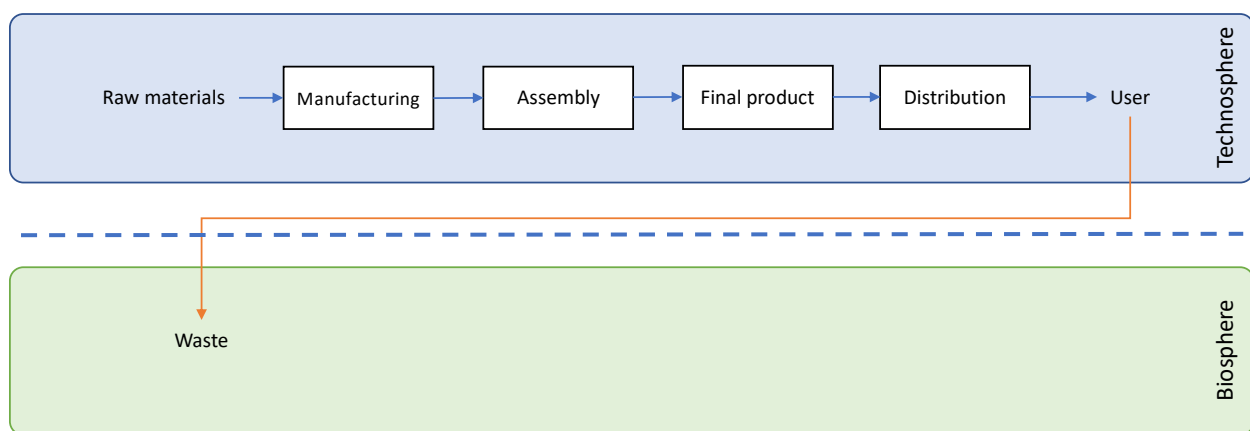 Technosphere
Raw materials
Manufacturing
Assembly
Final product
Distribution
User
Waste
Biosphere